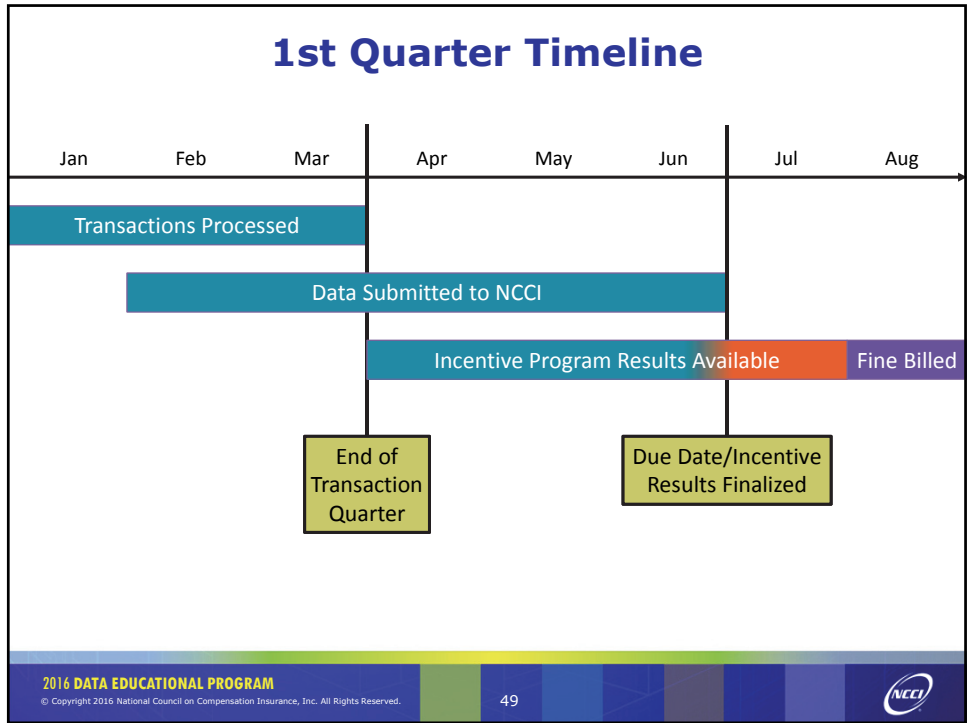 1st Quarter Timeline
Jan Feb Mar Apr May Jun Jul Aug
Transactions Processed
Data Submitted to NCCI
Incentive Program Results Available
Fine Billed
End of
Transaction
Quarter
Due Date/Incentive
Results Finalized
2016 DATA EDUCATIONAL PROGRAM
© Copyright 2016 National Council on Compensation Insurance, Inc. All Rights Reserved.
49
NCCI